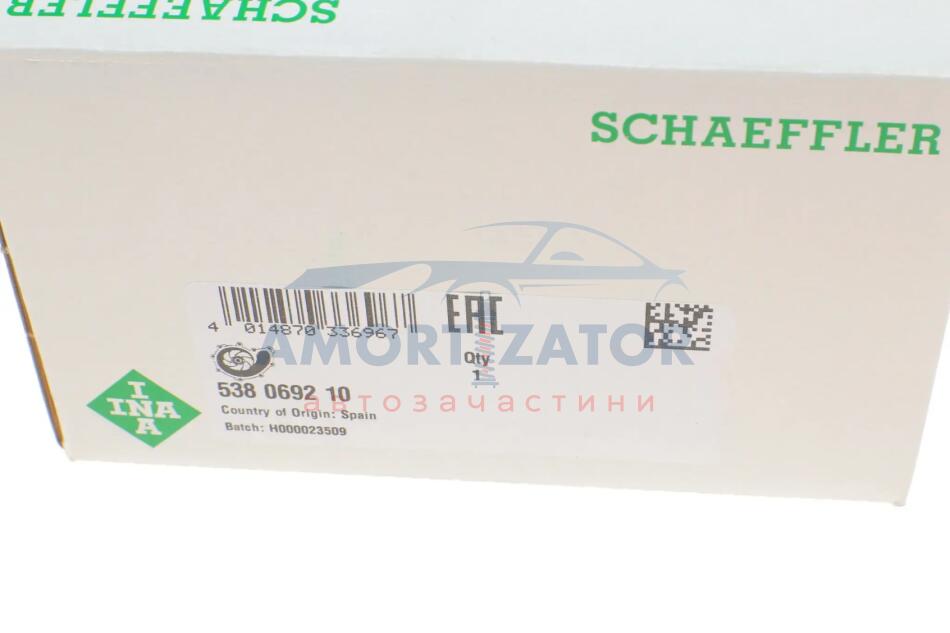 SCHAEFFLER
SCHAEFFLER
EAC
4 014870 336967
AMORTIZATOR
Qty
1
538 0692 10
автозачастини
Country of Origin: Spain
Batch: H000023509
I
INA
A